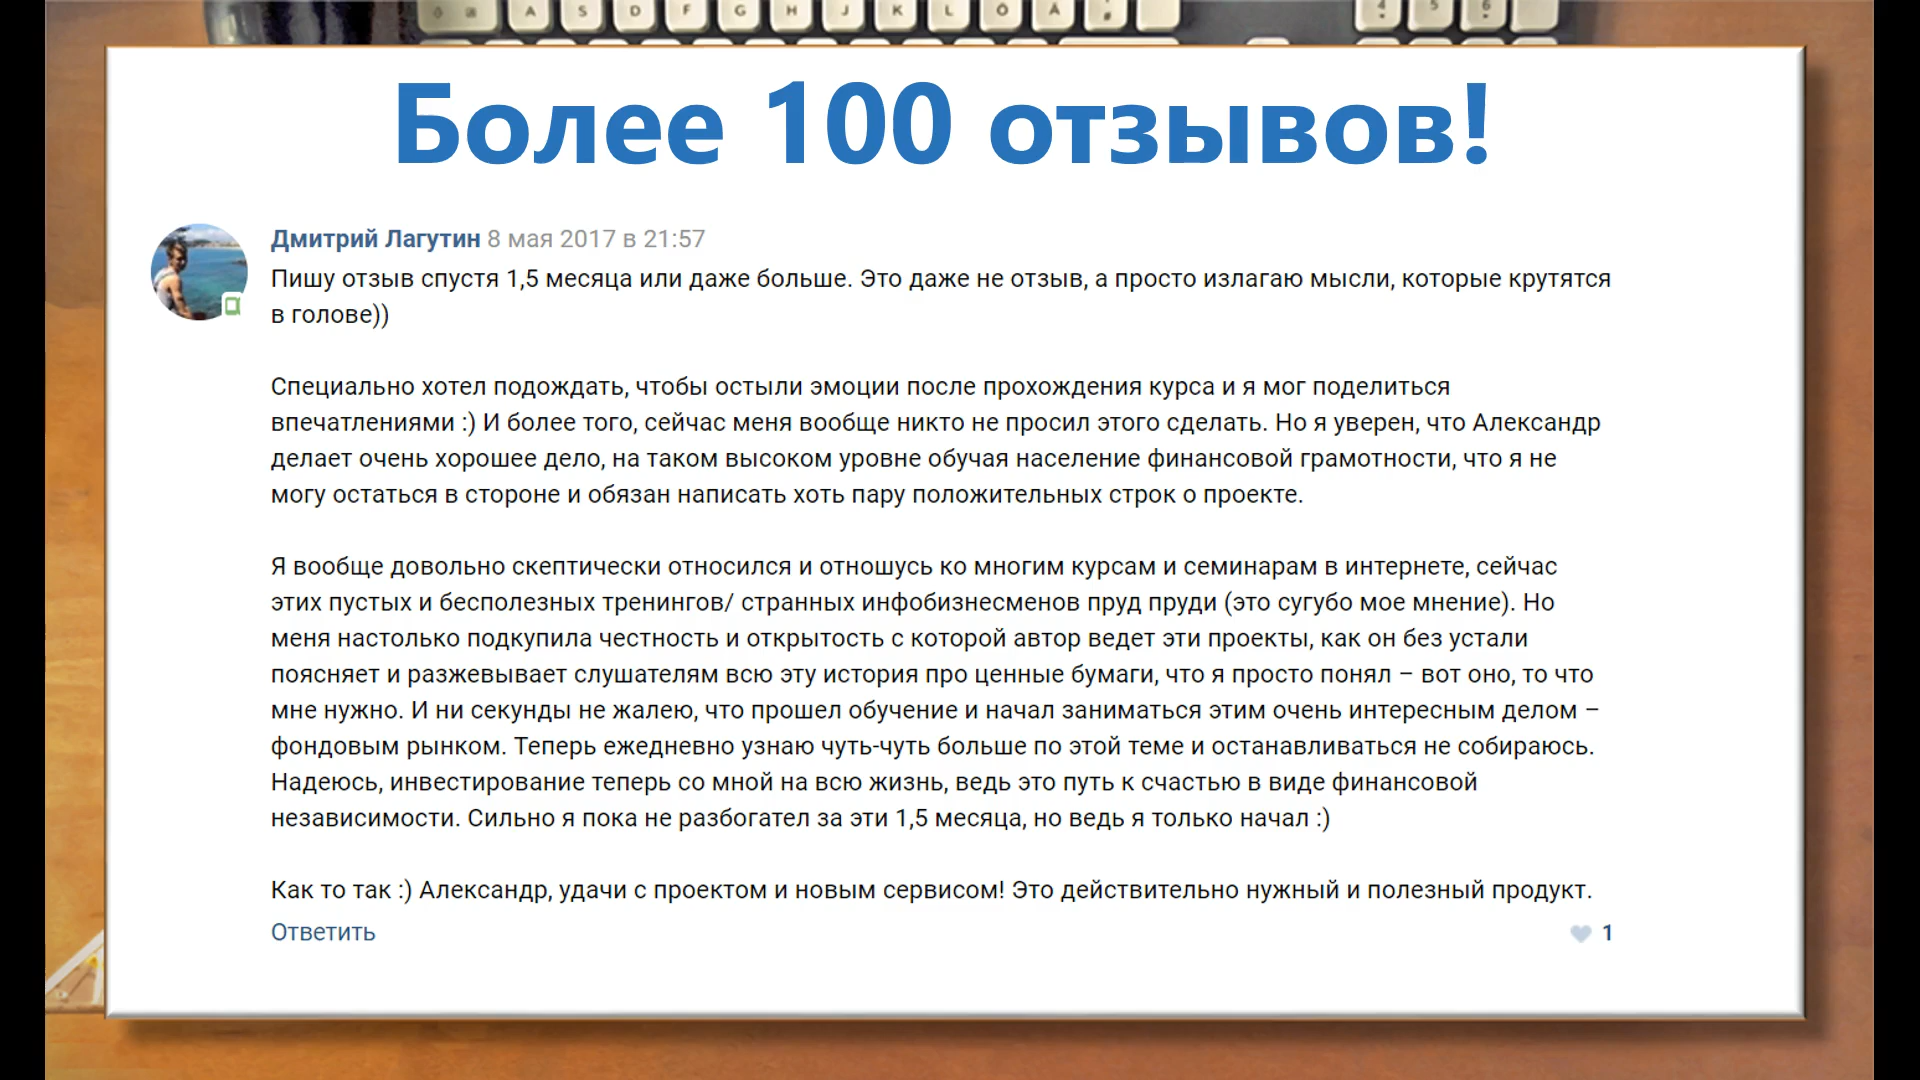 A S D F G H J K L Ö Ä #
4 5 6
Более 100 отзывов!
Дмитрий Лагутин 8 мая 2017 в 21:57
Пишу отзыв спустя 1,5 месяца или даже больше. Это даже не отзыв, а просто излагаю мысли, которые крутятся
в голове))
Специально хотел подождать, чтобы остыли эмоции после прохождения курса и я мог поделиться
впечатлениями :) И более того, сейчас меня вообще никто не просил этого сделать. Но я уверен, что Александр
делает очень хорошее дело, на таком высоком уровне обучая население финансовой грамотности, что я не
могу остаться в стороне и обязан написать хоть пару положительных строк о проекте.
Я вообще довольно скептически относился и отношусь ко многим курсам и семинарам в интернете, сейчас
этих пустых и бесполезных тренингов/ странных инфобизнесменов пруд пруди (это сугубо мое мнение). Но
меня настолько подкупила честность и открытость с которой автор ведет эти проекты, как он без устали
поясняет и разжевывает слушателям всю эту история про ценные бумаги, что я просто понял – вот оно, то что
мне нужно. И ни секунды не жалею, что прошел обучение и начал заниматься этим очень интересным делом –
фондовым рынком. Теперь ежедневно узнаю чуть-чуть больше по этой теме и останавливаться не собираюсь.
Надеюсь, инвестирование теперь со мной на всю жизнь, ведь это путь к счастью в виде финансовой
независимости. Сильно я пока не разбогател за эти 1,5 месяца, но ведь я только начал :)
Как то так :) Александр, удачи с проектом и новым сервисом! Это действительно нужный и полезный продукт.
Ответить
1